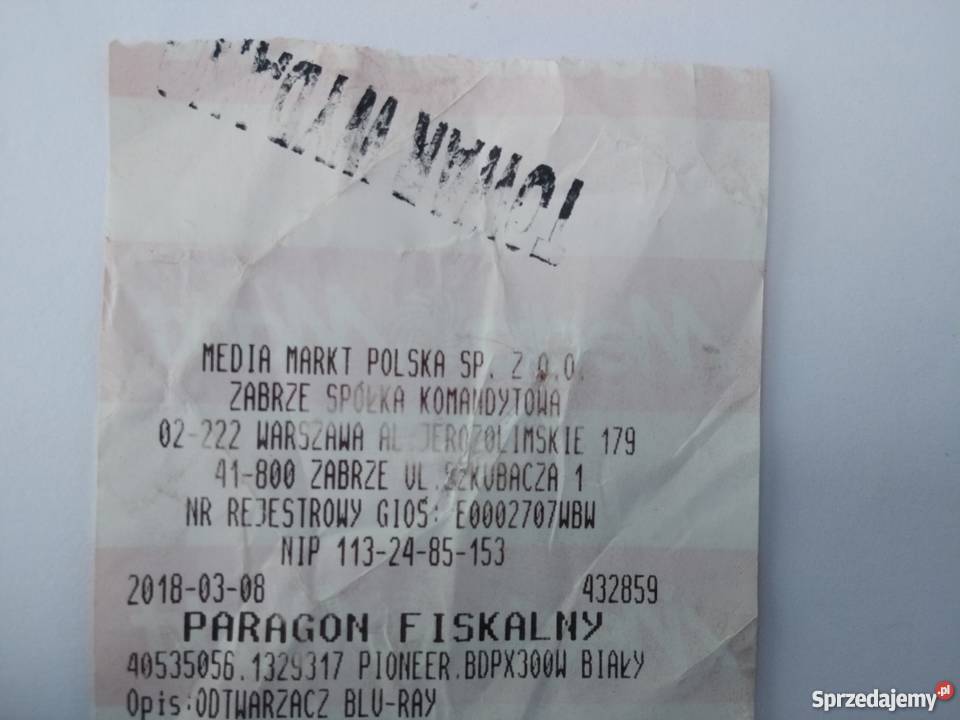 TOWAR WYDANO
MEDIA MARKT POLSKA SP. Z O.O.
ZABRZE SPÓŁKA KOMANDYTOWA
02-222 WARSZAWA AL.JEROZOLIMSKIE 179
41-800 ZABRZE UL.SZKUBACZA 1
NR REJESTROWY GIOŚ: E0002707WBW
NIP 113-24-85-153
2018-03-08 432859
PARAGON FISKALNY
40535056.1329317 PIONEER.BDPX300W BIAŁY
Opis:ODTWARZACZ BLU-RAY
Sprzedajemy.pl